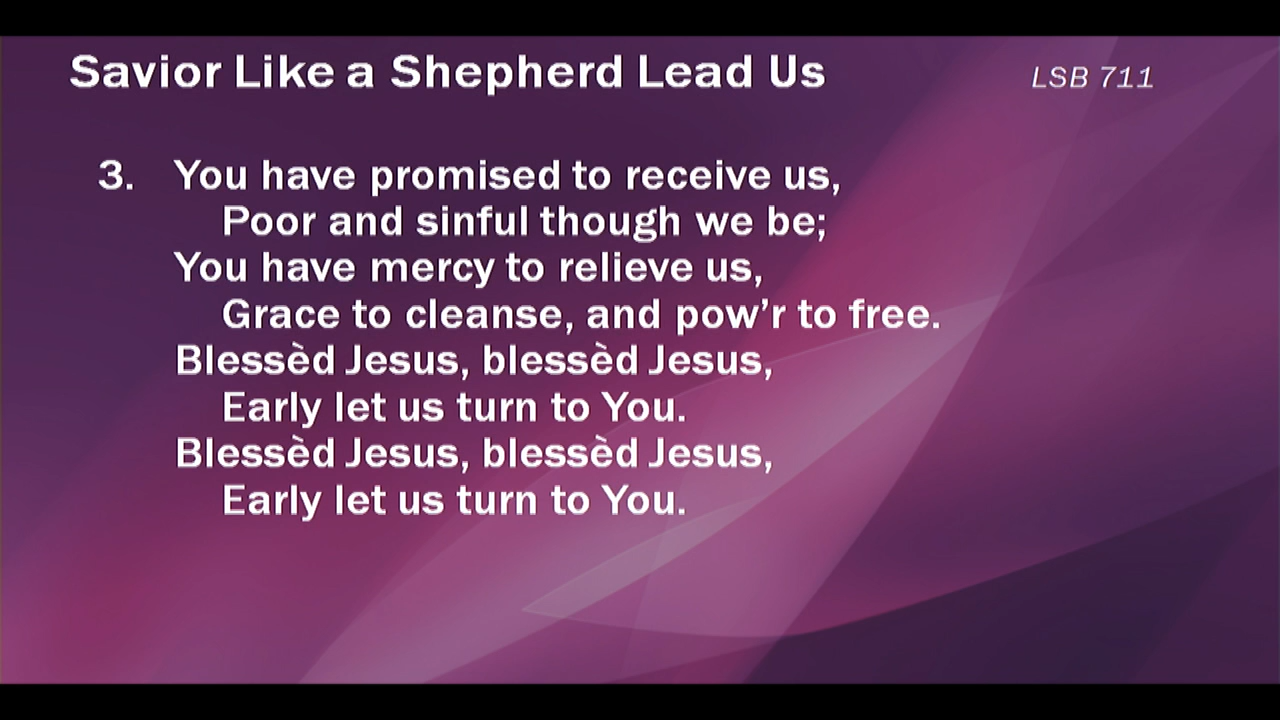 Savior Like a Shepherd Lead Us LSB 711
3. You have promised to receive us,
Poor and sinful though we be;
You have mercy to relieve us,
Grace to cleanse, and pow’r to free.
Blessèd Jesus, blessèd Jesus,
Early let us turn to You.
Blessèd Jesus, blessèd Jesus,
Early let us turn to You.